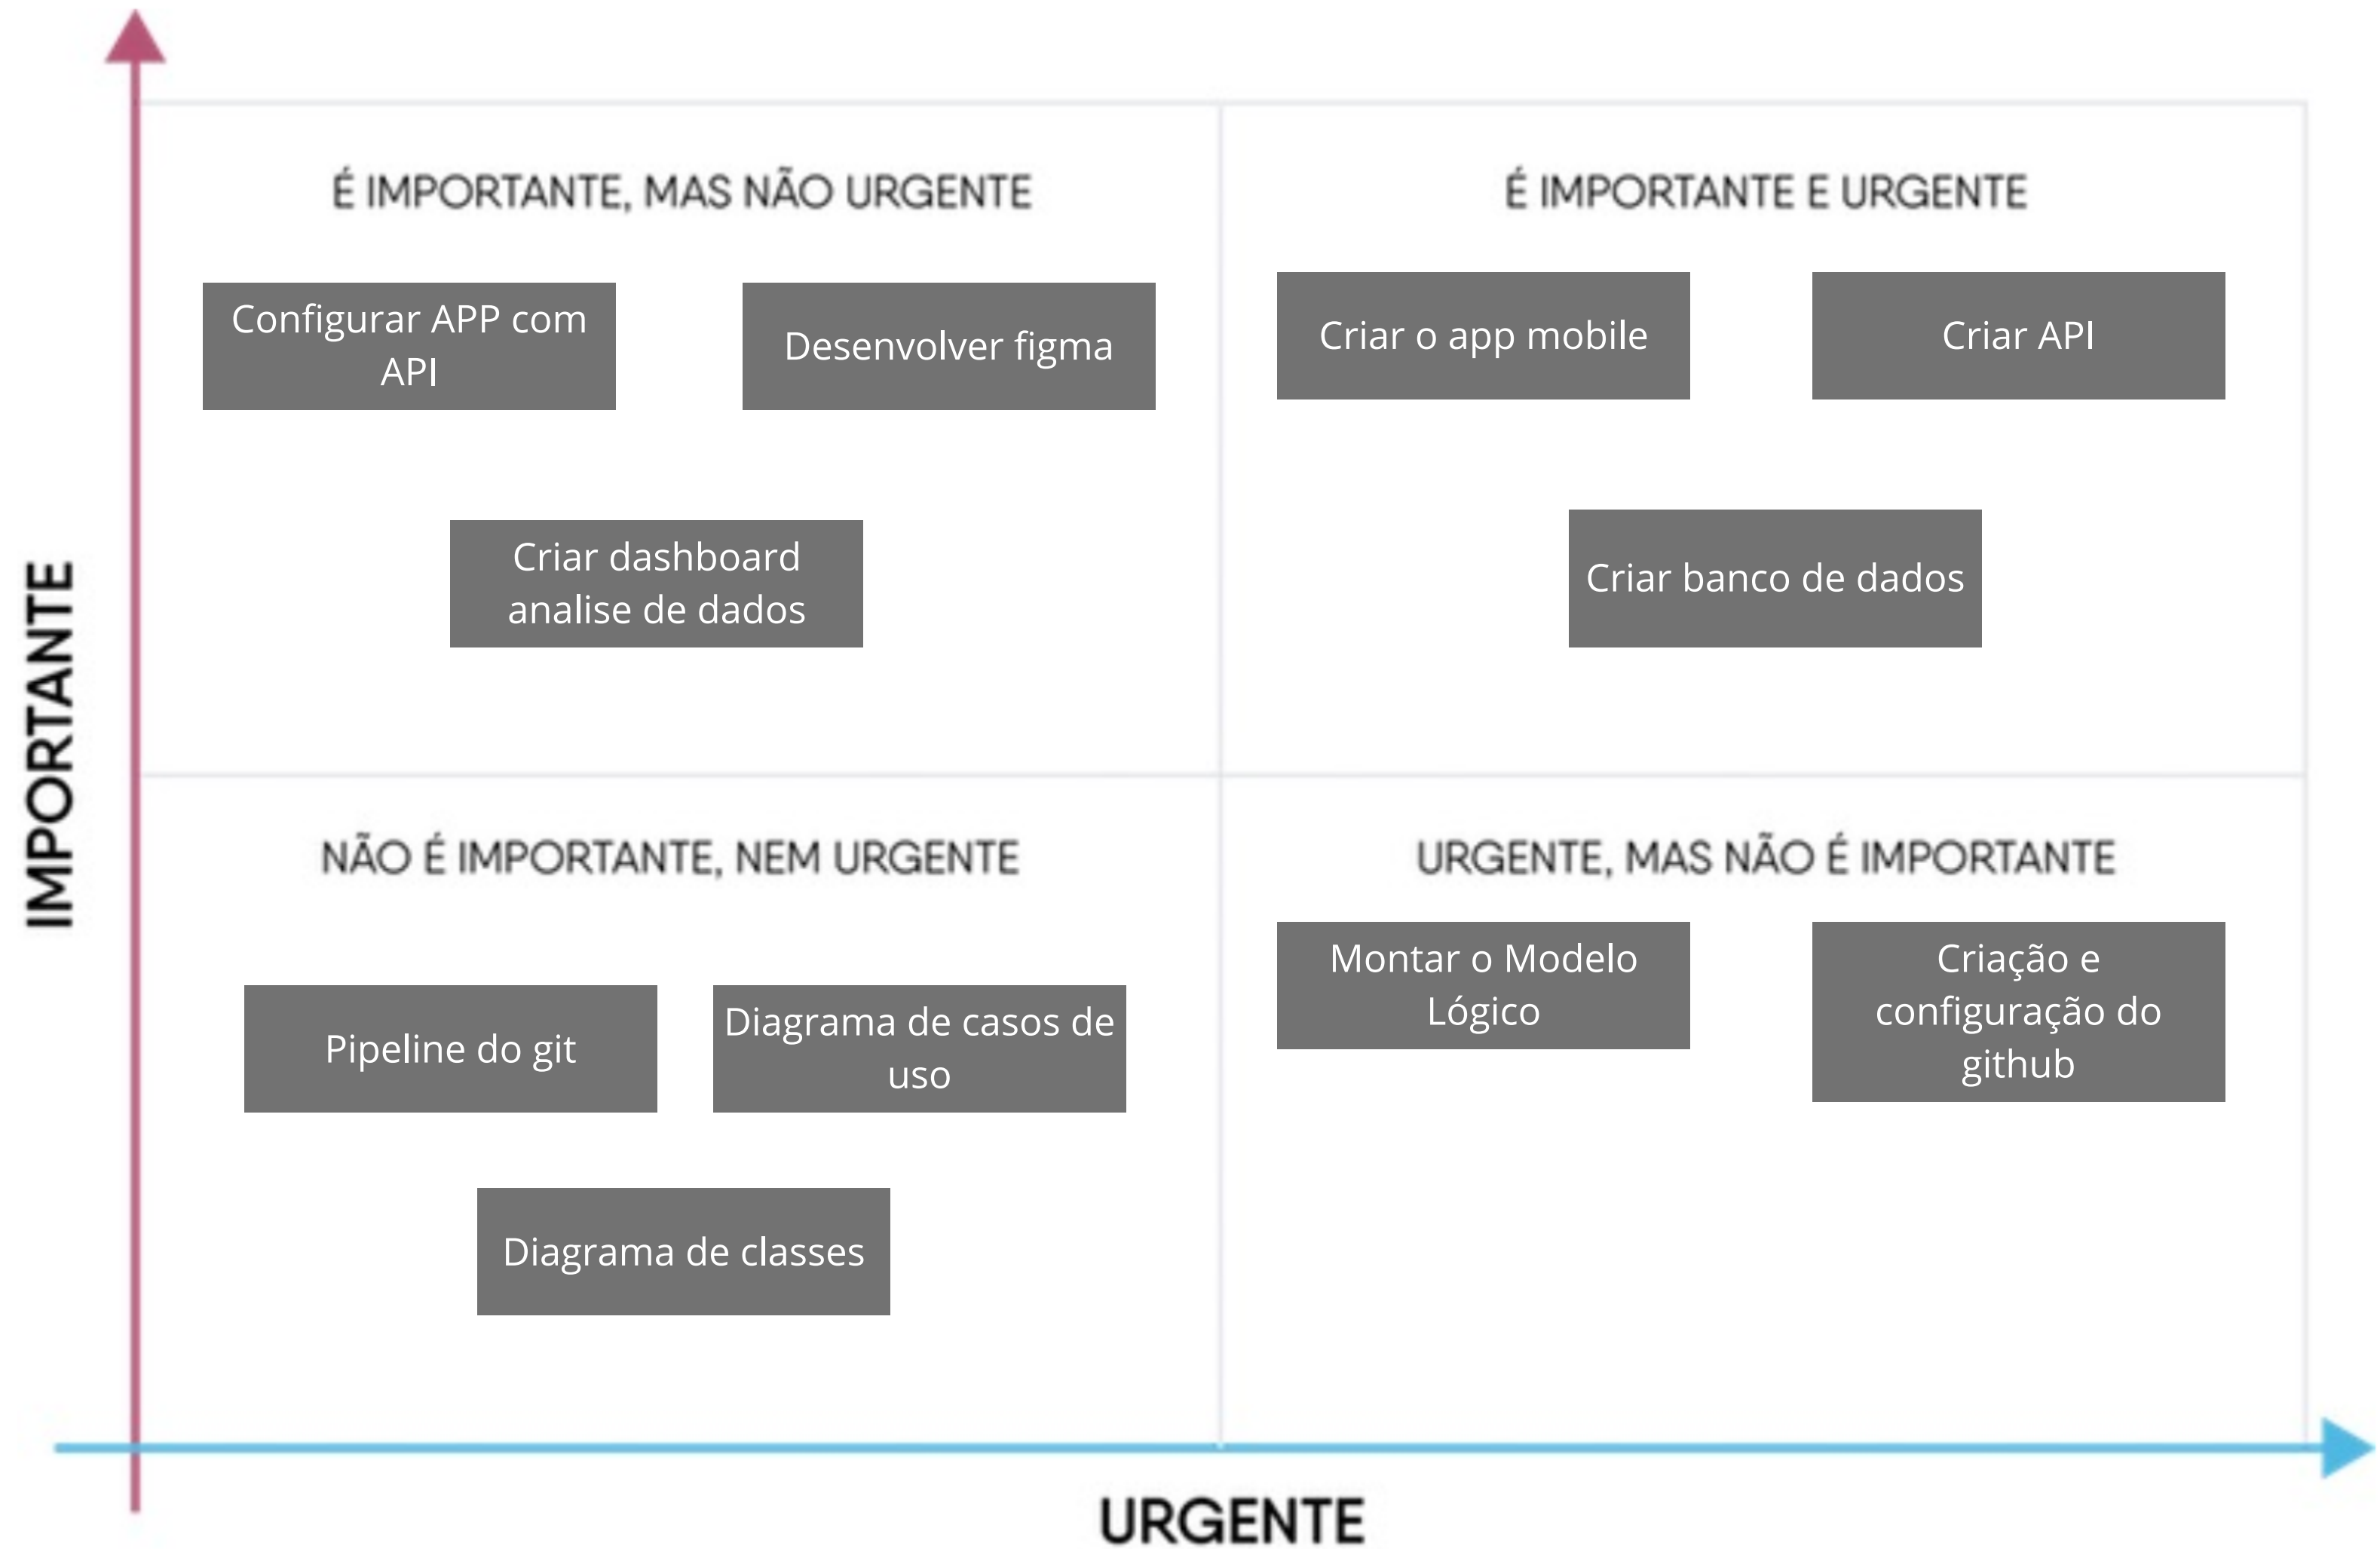 É IMPORTANTE, MAS NÃO URGENTE
Configurar APP com
API
Desenvolver figma
Criar dashboard
analise de dados
É IMPORTANTE E URGENTE
Criar o app mobile
Criar API
Criar banco de dados
NÃO É IMPORTANTE, NEM URGENTE
Pipeline do git
Diagrama de casos de
uso
Diagrama de classes
URGENTE, MAS NÃO É IMPORTANTE
Montar o Modelo
Lógico
Criação e
configuração do
github
IMPORTANTE
URGENTE